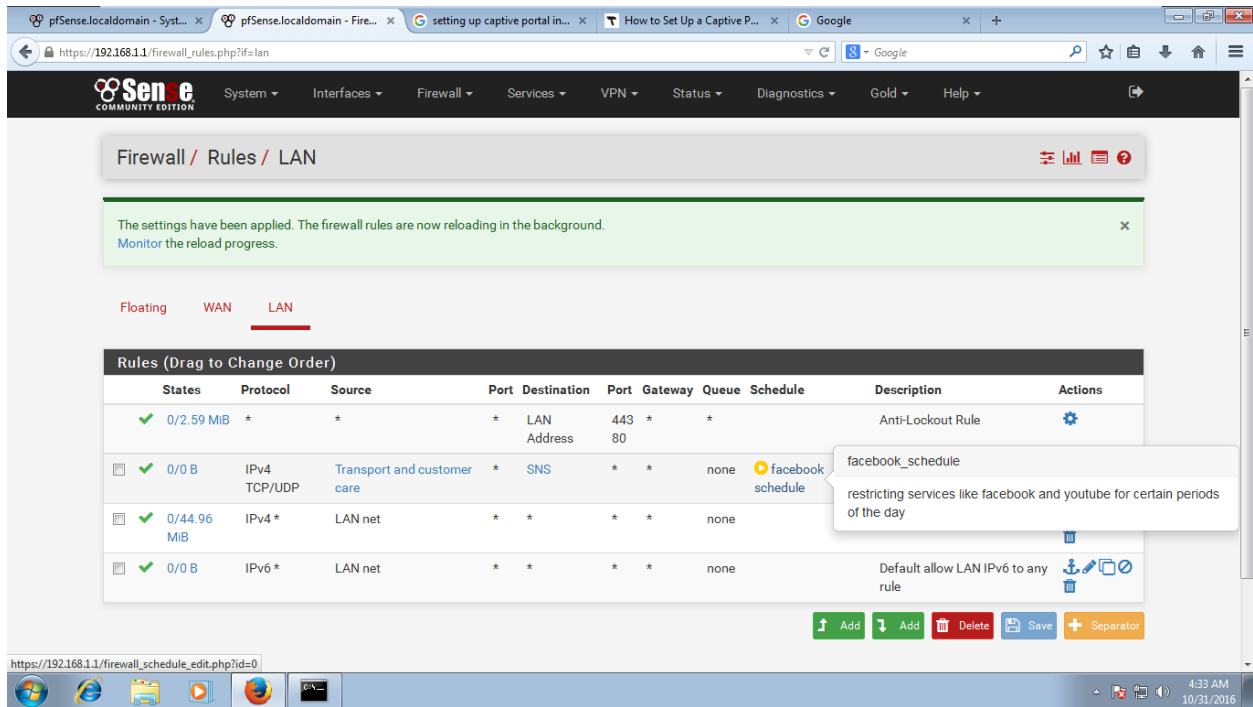 pfSense.localdomain - Syst... × pfSense.localdomain - Fire... × setting up captive portal in... × How to Set Up a Captive P... × Google × +
https://192.168.1.1/firewall_rules.php?if=lan Google
Sense System Interfaces Firewall Services VPN Status Diagnostics Gold Help
COMMUNITY EDITION
Firewall / Rules / LAN
The settings have been applied. The firewall rules are now reloading in the background. ×
Monitor the reload progress.
Floating WAN LAN
Rules (Drag to Change Order)
States Protocol Source Port Destination Port Gateway Queue Schedule Description Actions
0/2.59 MiB * * * LAN 443 * * Anti-Lockout Rule
Address 80
0/0 B IPv4 Transport and customer * SNS * * none facebook
TCP/UDP care schedule
facebook_schedule
restricting services like facebook and youtube for certain periods
of the day
0/44.96 IPv4 * LAN net * * * * none
MiB
0/0 B IPv6 * LAN net * * * * none Default allow LAN IPv6 to any
rule
Add Add Delete Save Separator
https://192.168.1.1/firewall_schedule_edit.php?id=0
4:33 AM
10/31/2016